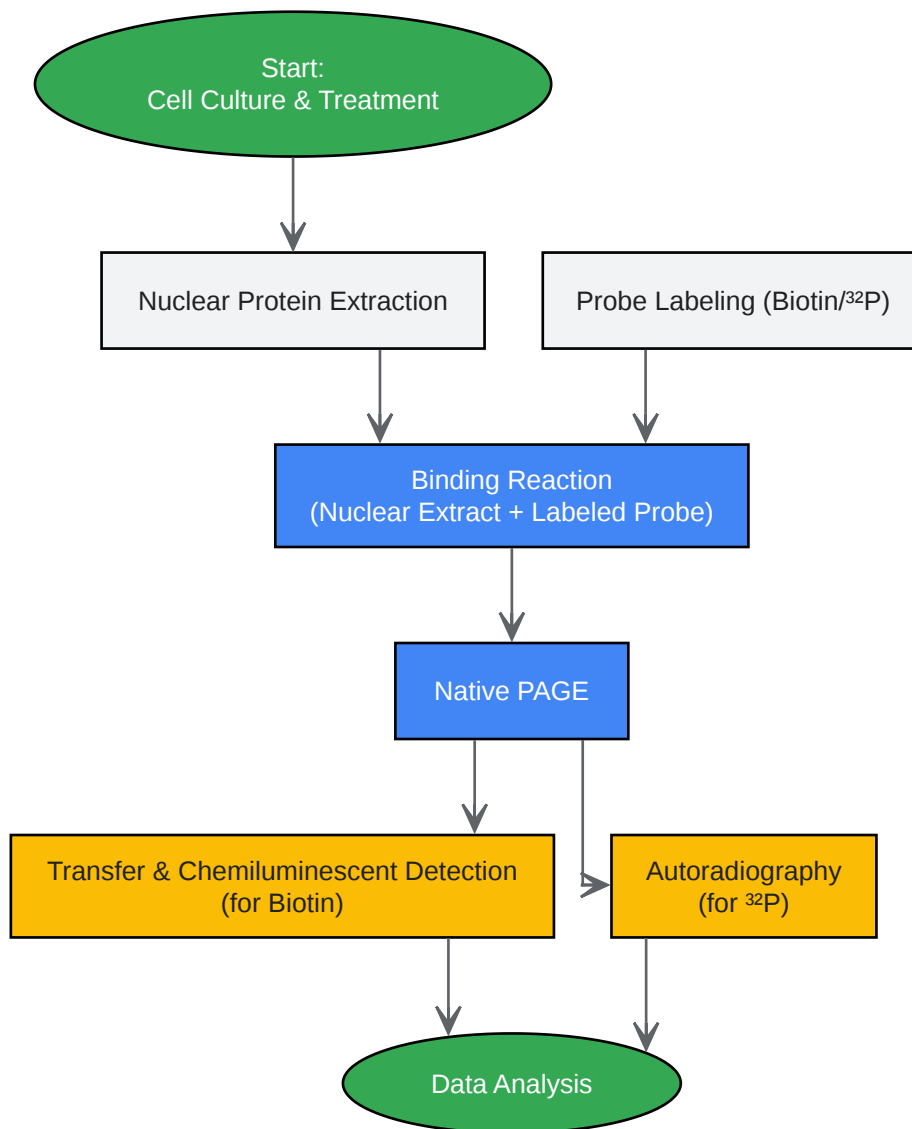 Start:
Cell Culture & Treatment
Nuclear Protein Extraction
Probe Labeling (Biotin/³²P)
Binding Reaction
(Nuclear Extract + Labeled Probe)
Native PAGE
Transfer & Chemiluminescent Detection
(for Biotin)
Autoradiography
(for ³²P)
Data Analysis